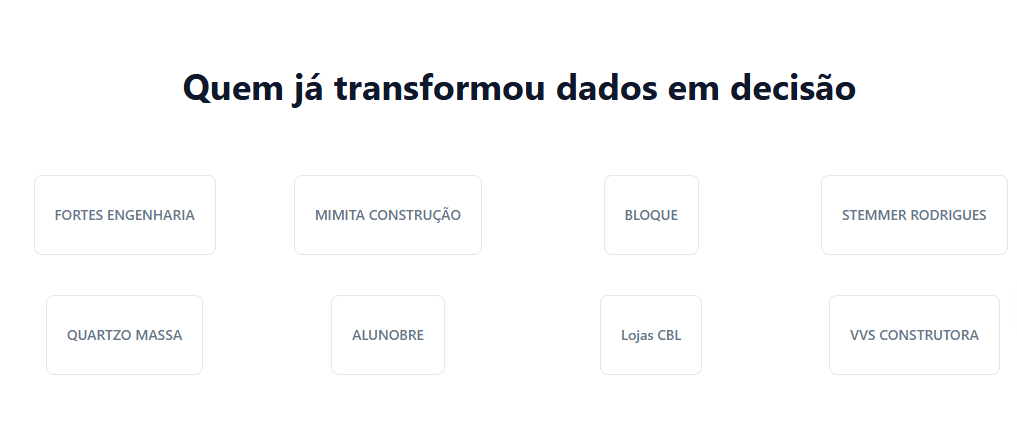 Quem já transformou dados em decisão
FORTES ENGENHARIA
MIMITA CONSTRUÇÃO
BLOQUE
STEMMER RODRIGUES
QUARTZO MASSA
ALUNOBRE
Lojas CBL
VVS CONSTRUTORA